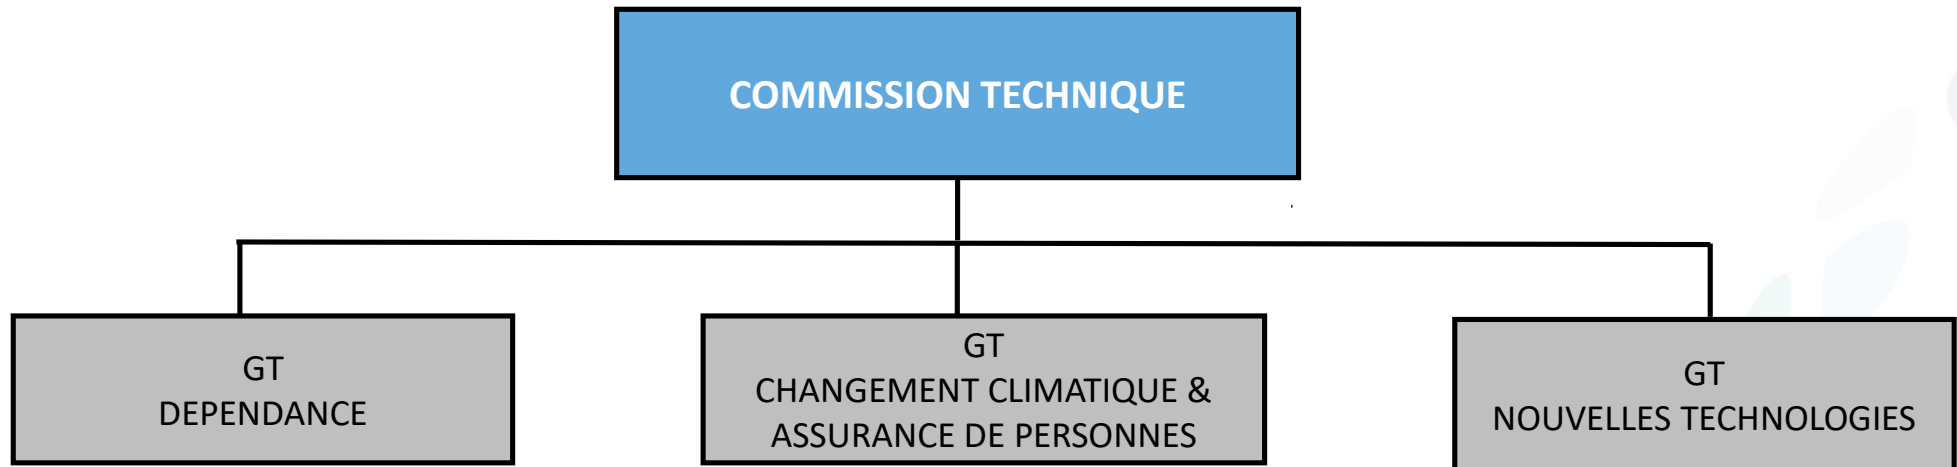 COMMISSION TECHNIQUE
GT
DEPENDANCE
GT
CHANGEMENT CLIMATIQUE &
ASSURANCE DE PERSONNES
GT
NOUVELLES TECHNOLOGIES